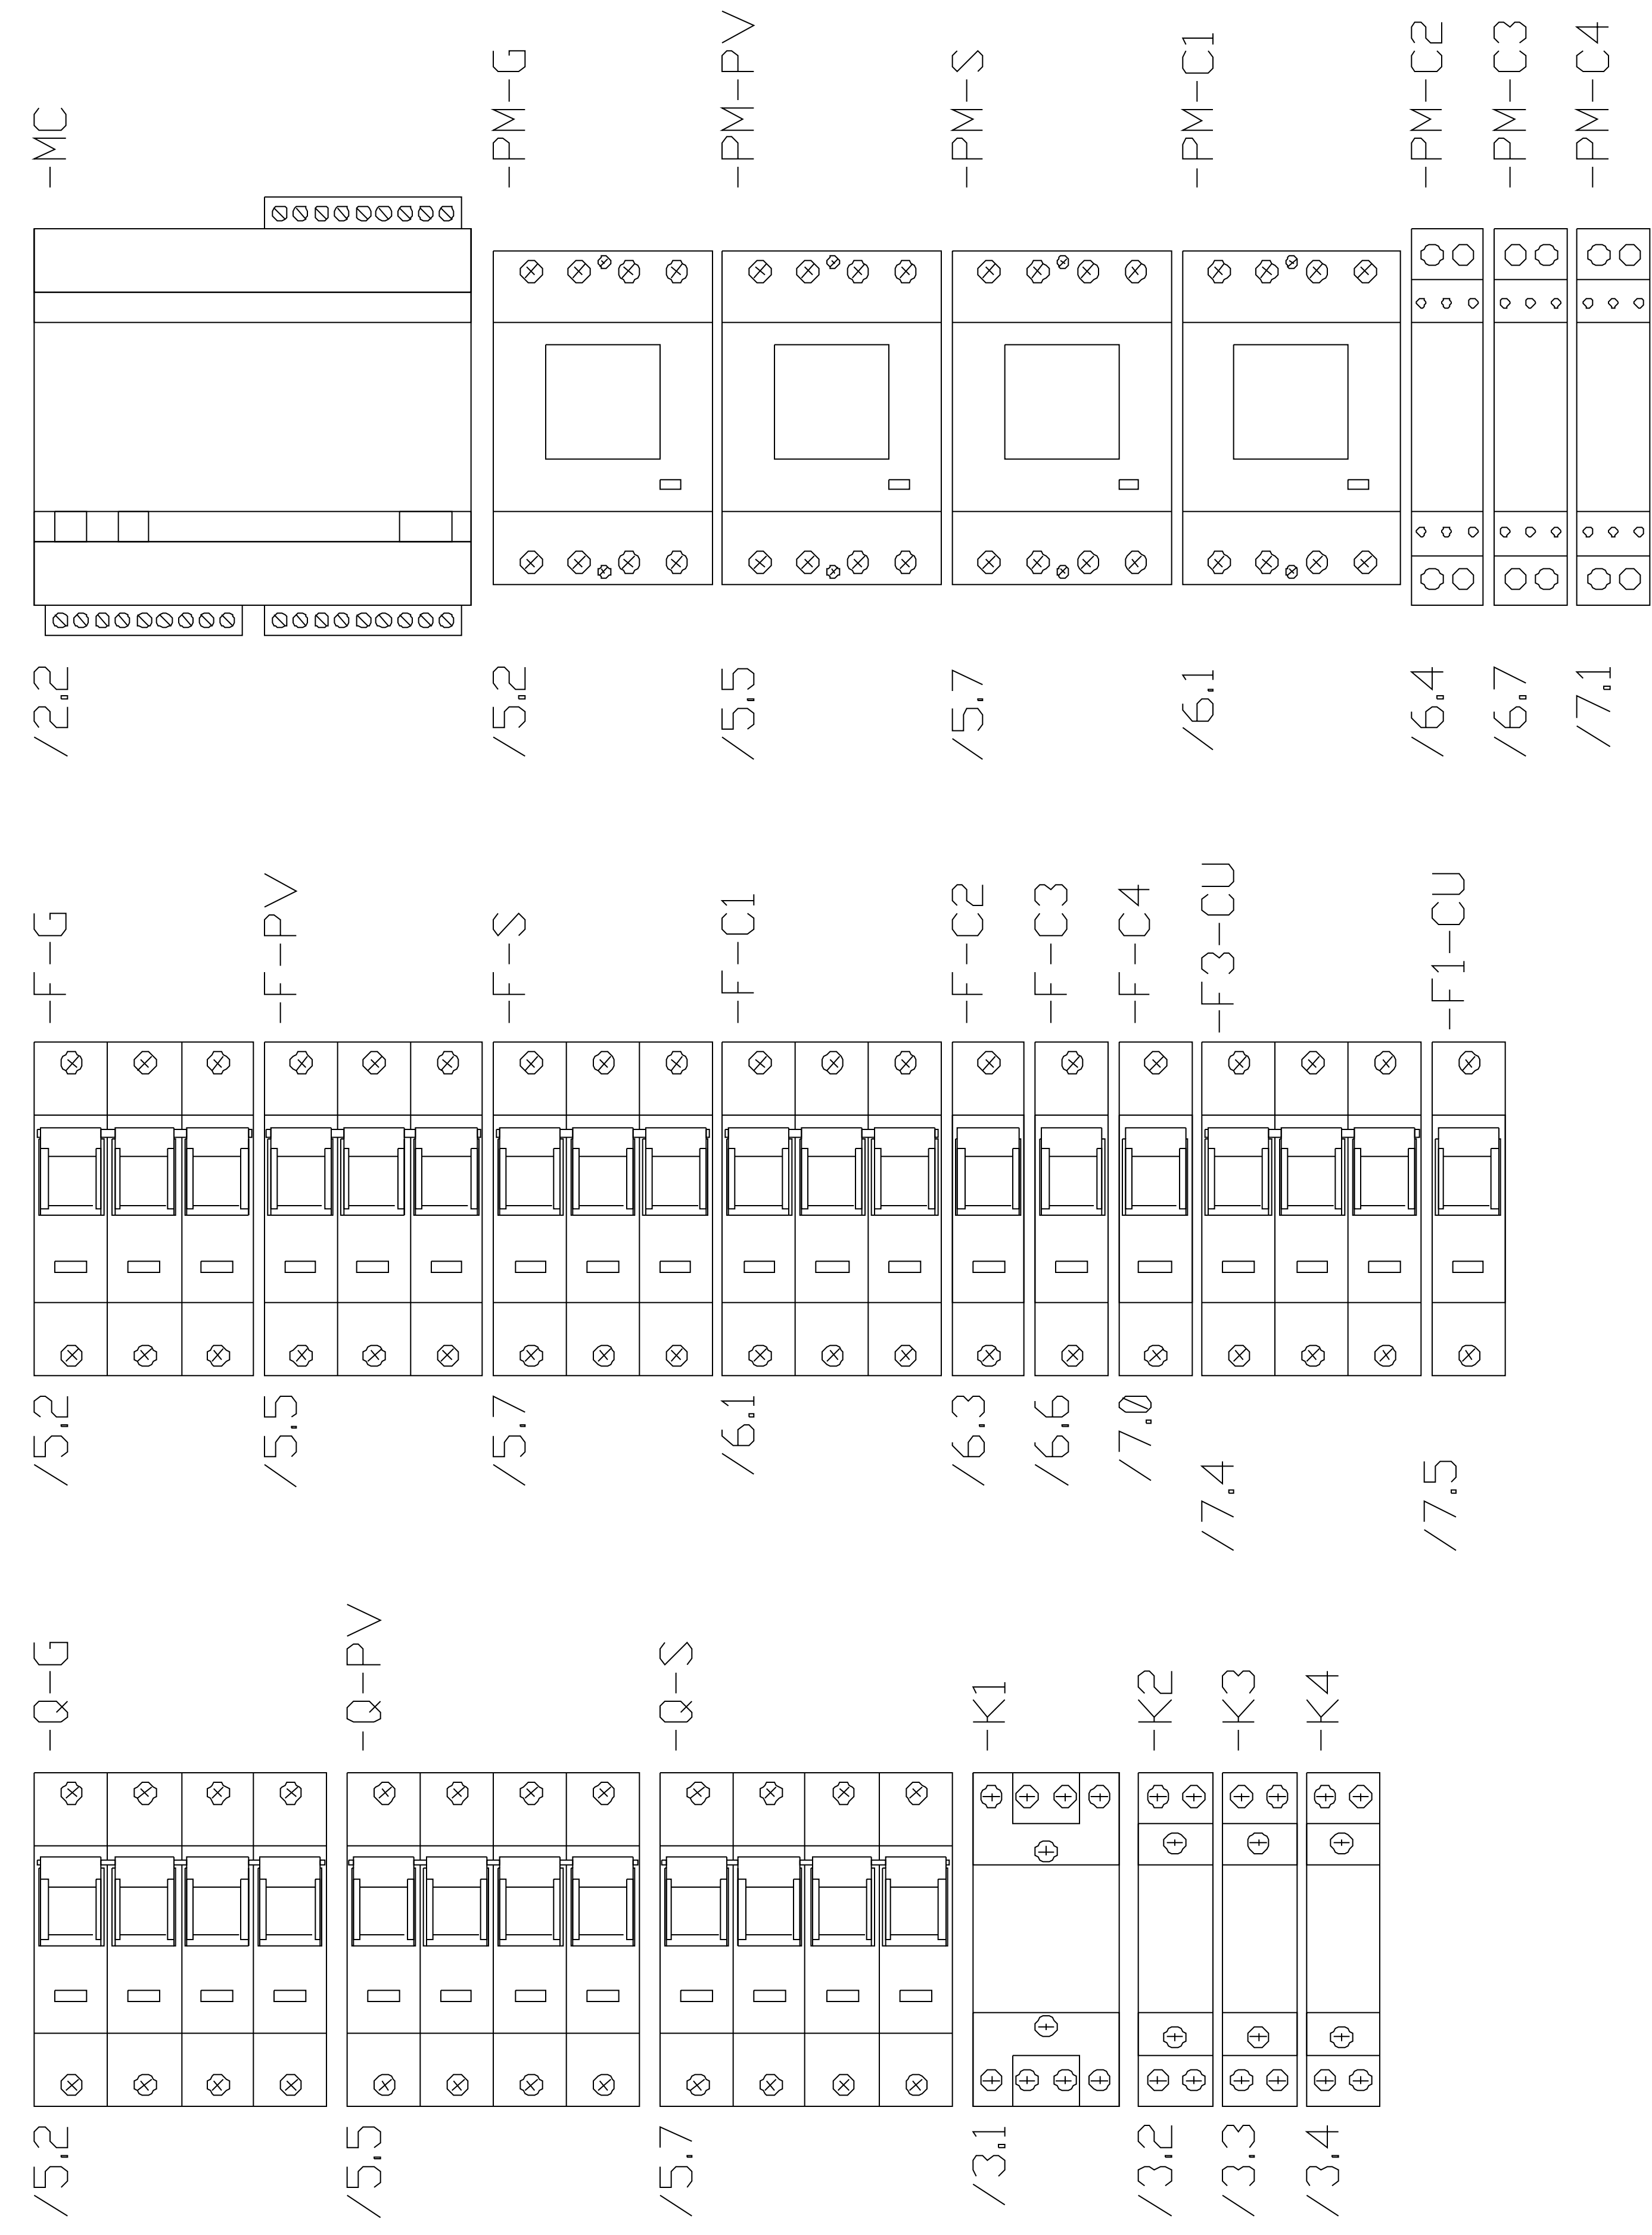 -MC
-PM-G
-PM-PV
-PM-S
-PM-C1
-PM-C2
-PM-C3
-PM-C4
/2.2
/5.2
/5.5
/5.7
/6.1
/6.4
/6.7
/7.1
-F-G
-F-PV
-F-S
-F-C1
-F-C2
-F-C3
-F-C4
-F3-CU
-F1-CU
/5.2
/5.5
/5.7
/6.1
/6.3
/6.6
/7.0
/7.4
/7.5
-Q-G
-Q-PV
-Q-S
-K1
-K2
-K3
-K4
/5.2
/5.5
/5.7
/3.1
/3.2
/3.3
/3.4